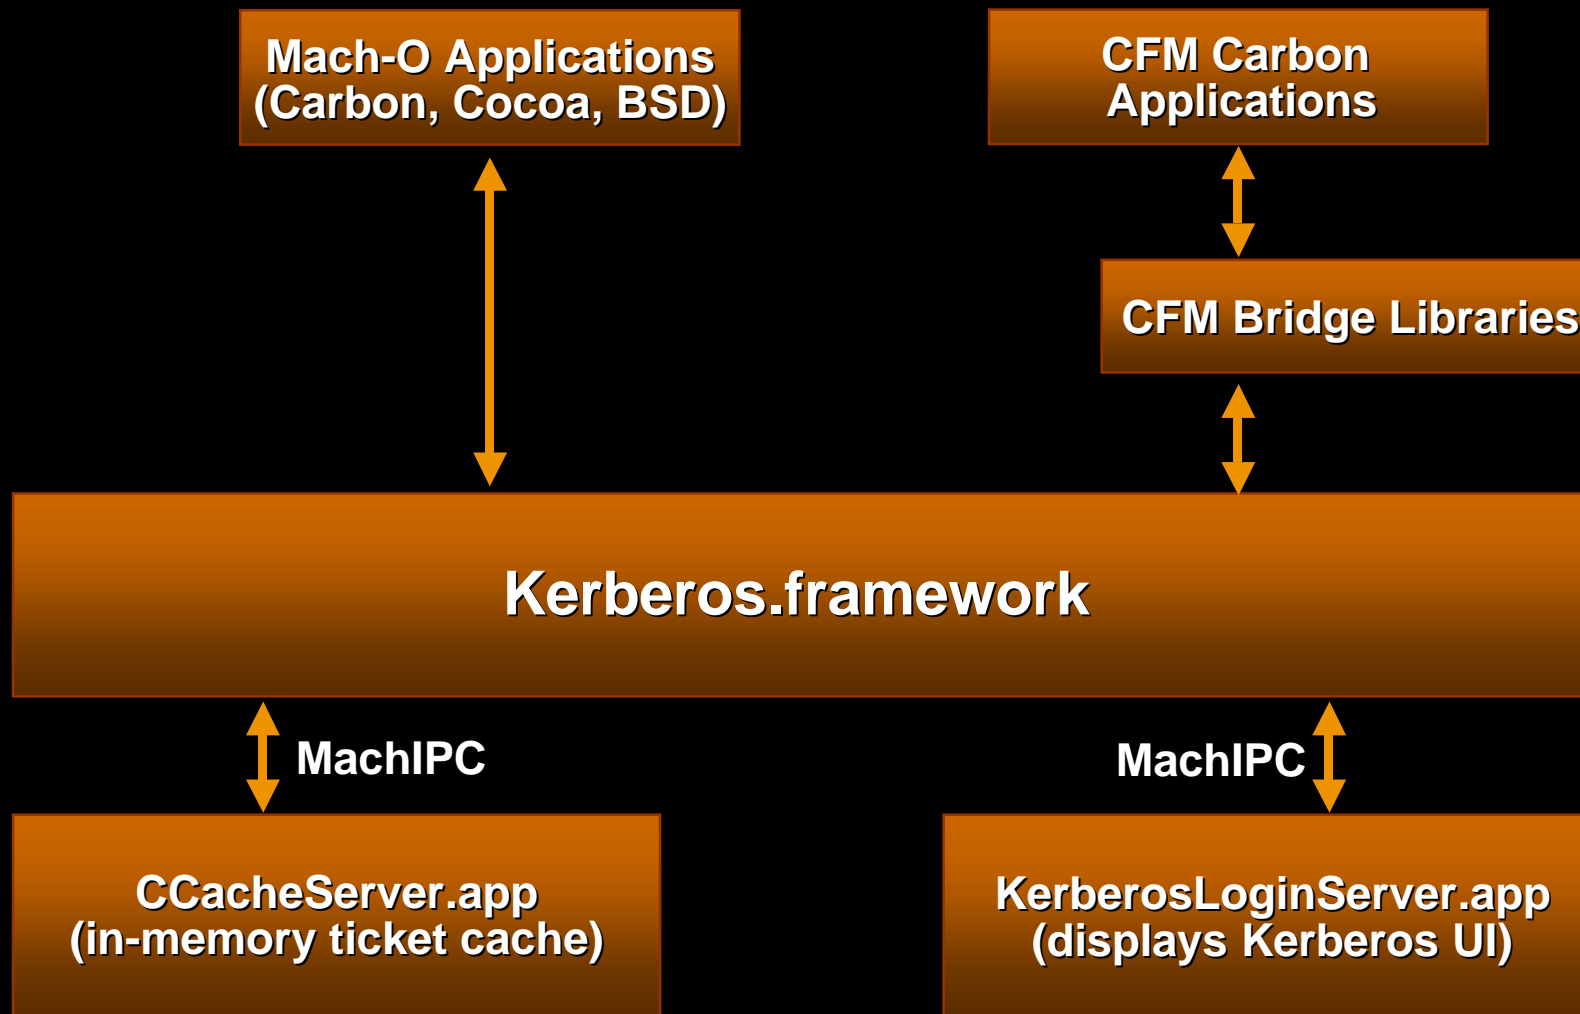 Mach-O Applications
(Carbon, Cocoa, BSD)
CFM Carbon
Applications
CFM Bridge Libraries
Kerberos.framework
MachIPC
MachIPC
CCacheServer.app
(in-memory ticket cache)
KerberosLoginServer.app
(displays Kerberos UI)